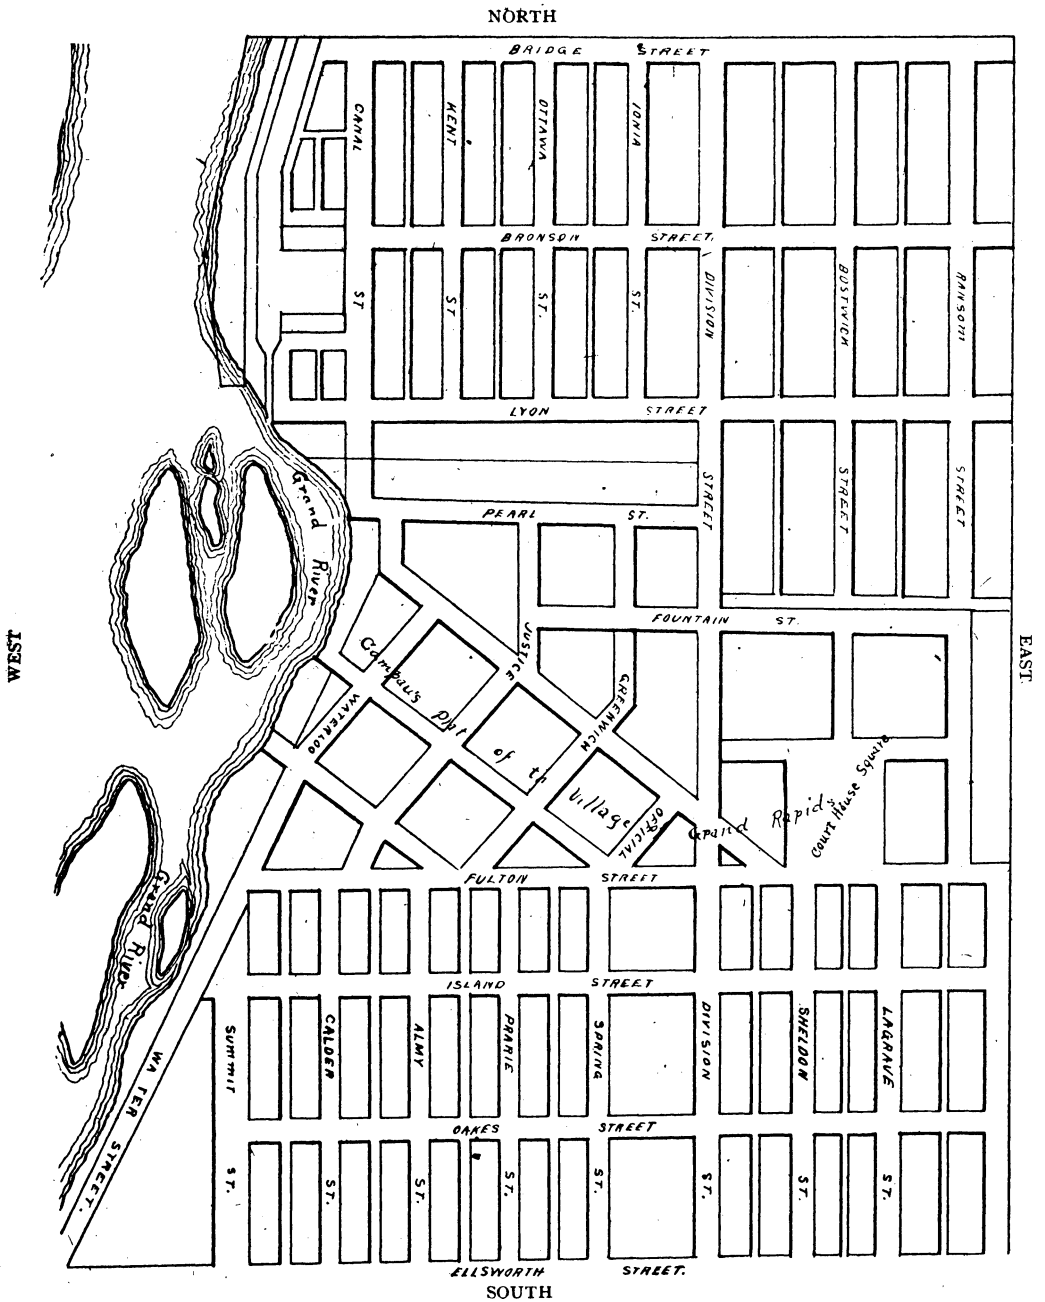 NORTH
BRIDGE STREET
CANAL ST
KENT ST
OTTAWA ST.
IONIA ST.
BRONSON STREET.
DIVISION STREET
BOSTWICH STREET
RANSOM STREET
LYON STREET
Grand River
PEARL ST.
FOUNTAIN ST.
WEST
EAST.
JUSTICE
GREENWICH
WATERLOO
OFFICIAL
Campau's plat of th Village
Grand Rapids
Court House Square
FULTON STREET
Grand River
ISLAND STREET
SUMMIT ST.
CALDER ST.
ALMY ST.
PRARIE ST.
SPRING ST.
DIVISION ST.
SHELDON ST.
LAGRAVE ST.
WATER STREET.
OAKES STREET
ELLSWORTH STREET.
SOUTH